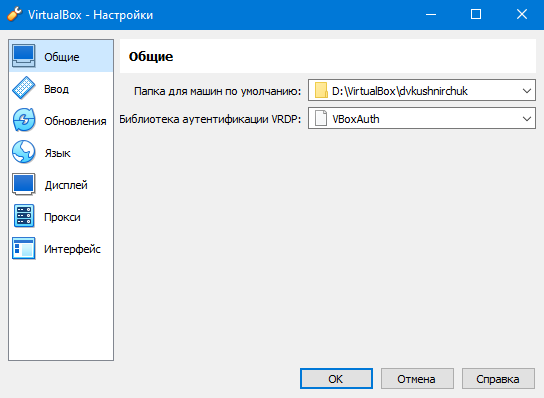 VirtualBox - Настройки
Общие
Ввод
Обновления
Язык
Дисплей
Прокси
Интерфейс
Общие
Папка для машин по умолчанию: D:\VirtualBox\dvkushnirchuk
Библиотека аутентификации VRDP: VBoxAuth
OK Отмена Справка